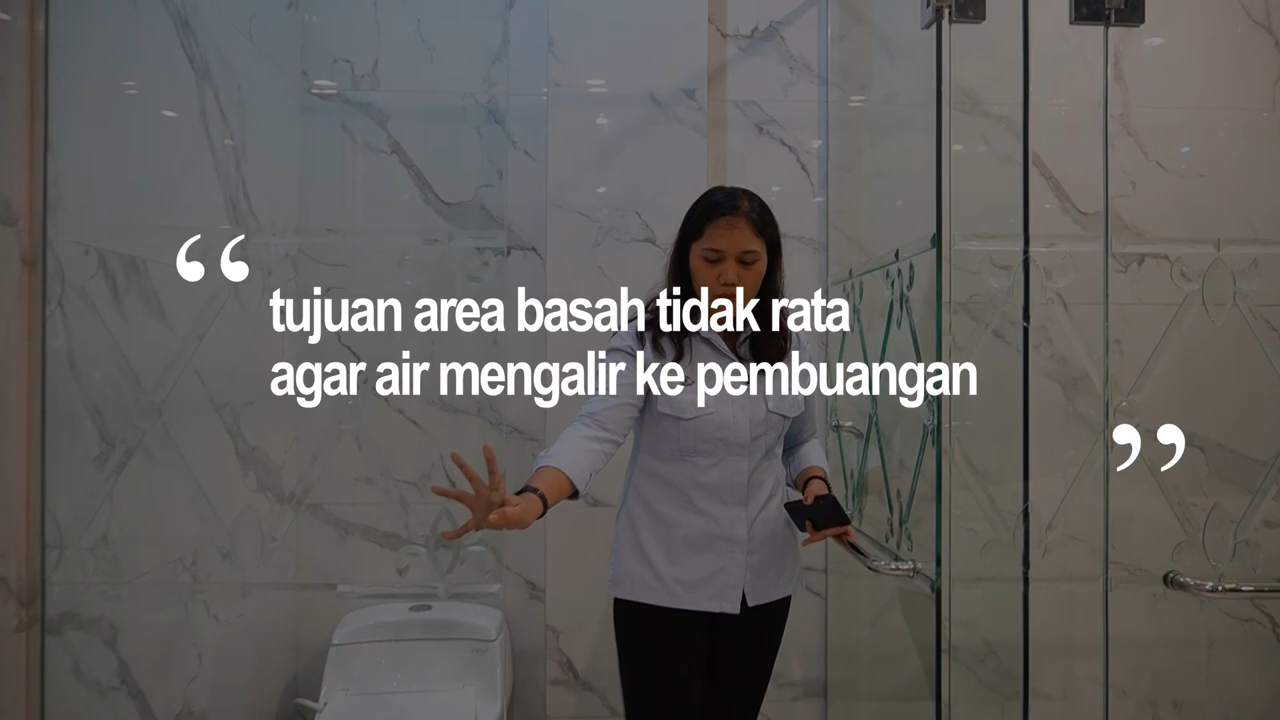 “
tujuan area basah tidak rata
agar air mengalir ke pembuangan
”